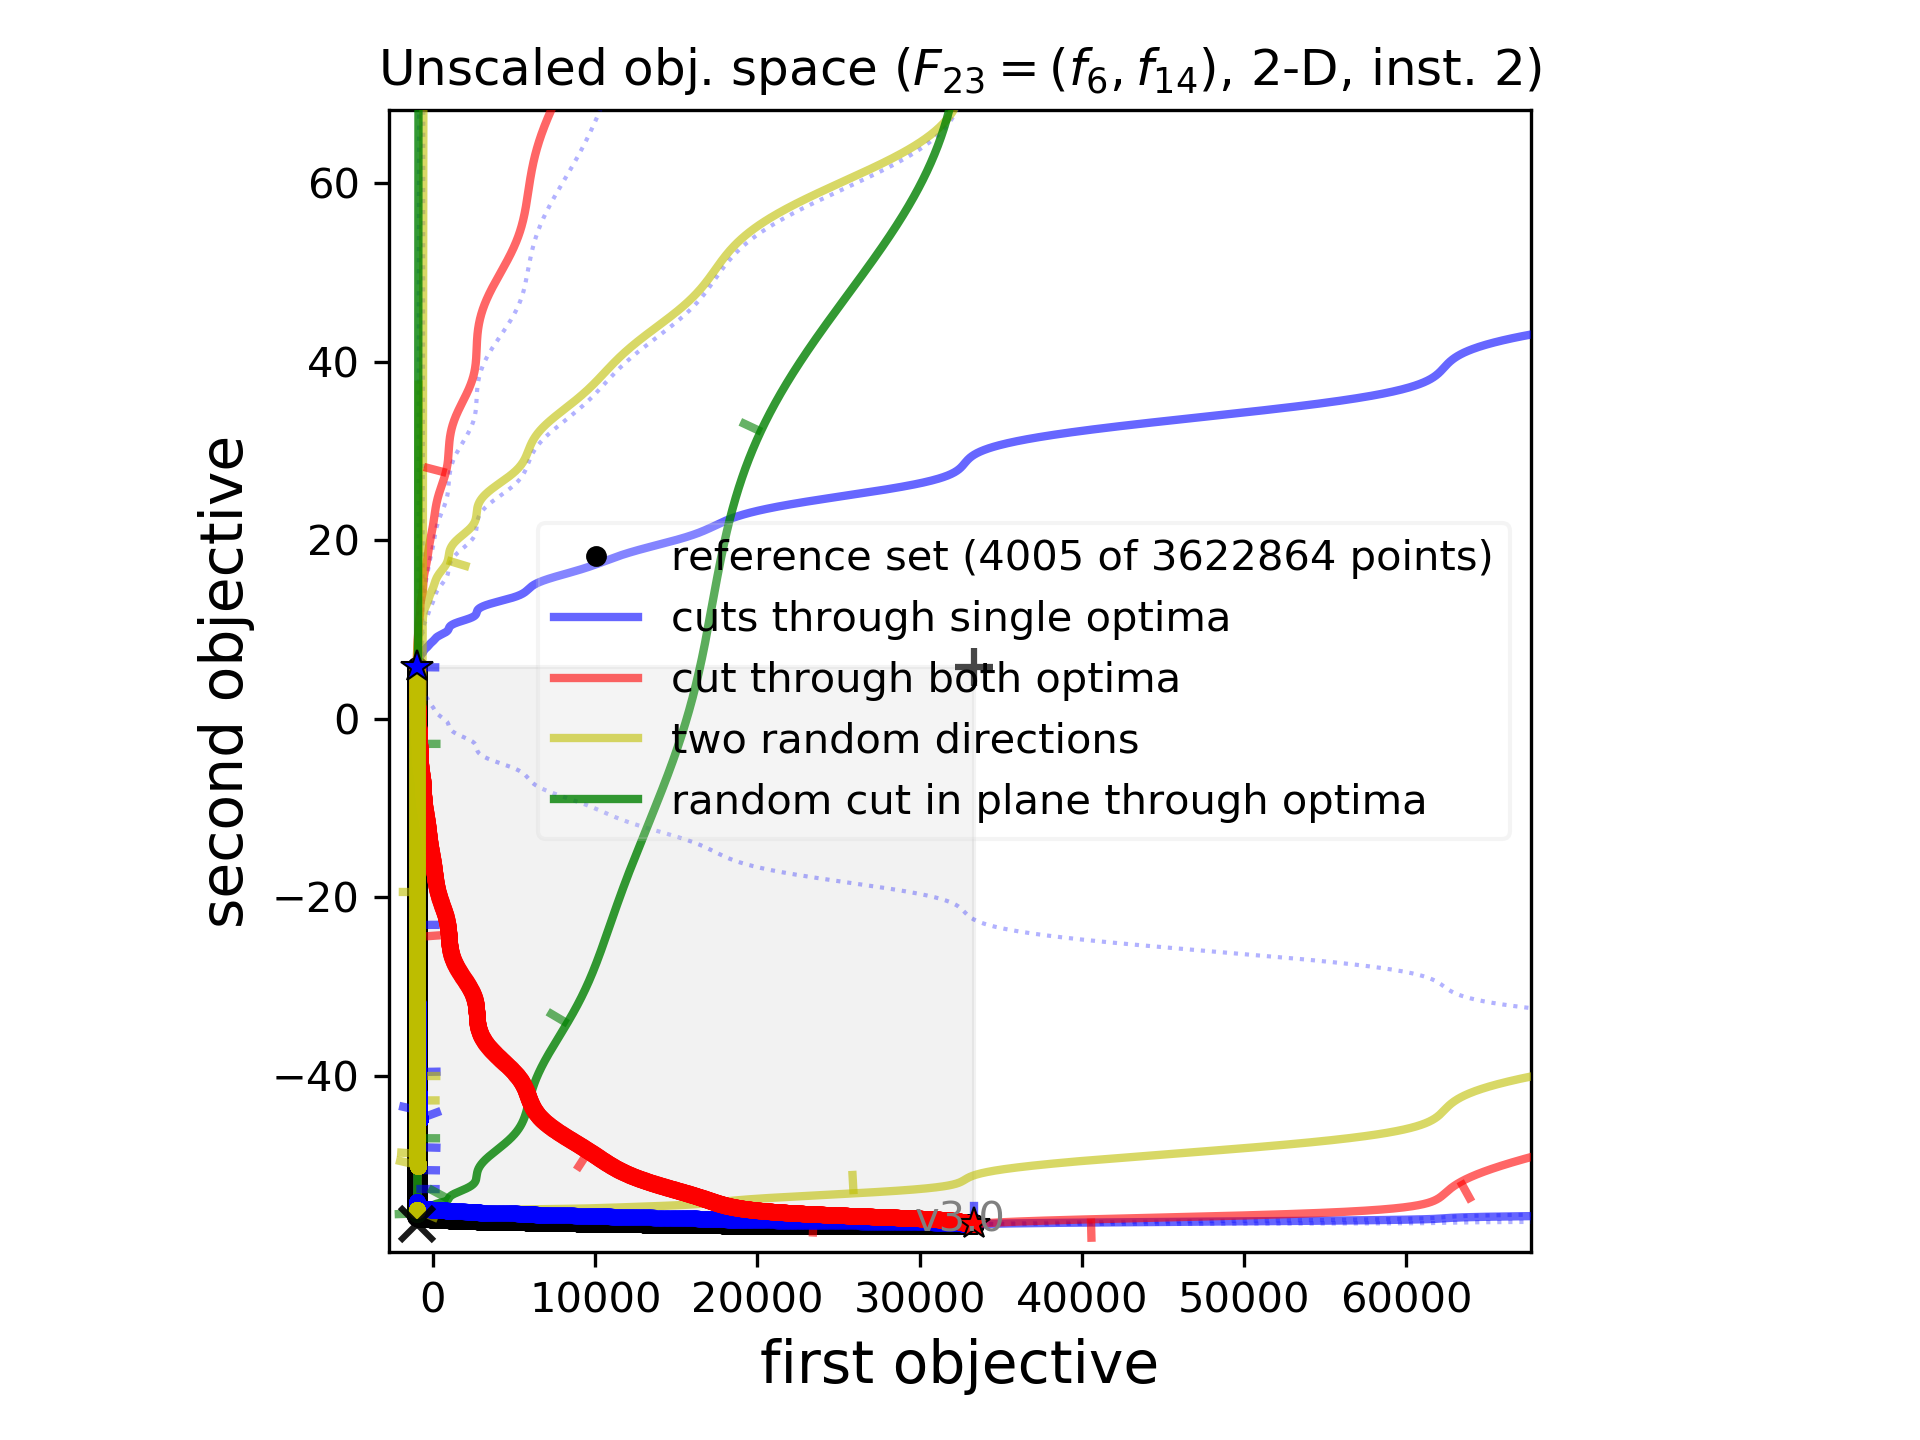 Unscaled obj. space (F₂₃ = (f₆, f₁₄), 2-D, inst. 2)
second objective
60
40
20
0
−20
−40
reference set (4005 of 3622864 points)
cuts through single optima
cut through both optima
two random directions
random cut in plane through optima
v3.0
0 10000 20000 30000 40000 50000 60000
first objective